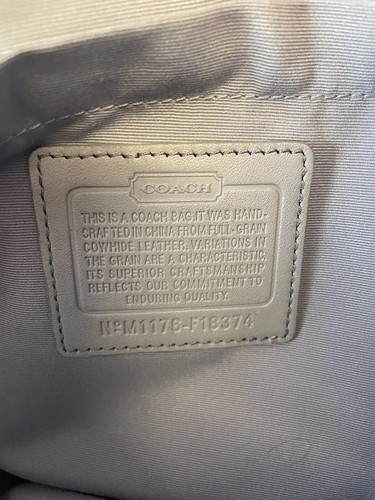 COACH
THIS IS A COACH BAG.IT WAS HAND-
CRAFTED IN CHINA FROM FULL-GRAIN
COWHIDE LEATHER. VARIATIONS IN
THE GRAIN ARE A CHARACTERISTIC.
ITS SUPERIOR CRAFTSMANSHIP
REFLECTS OUR COMMITMENT TO
ENDURING QUALITY.
NºM1176-F18374